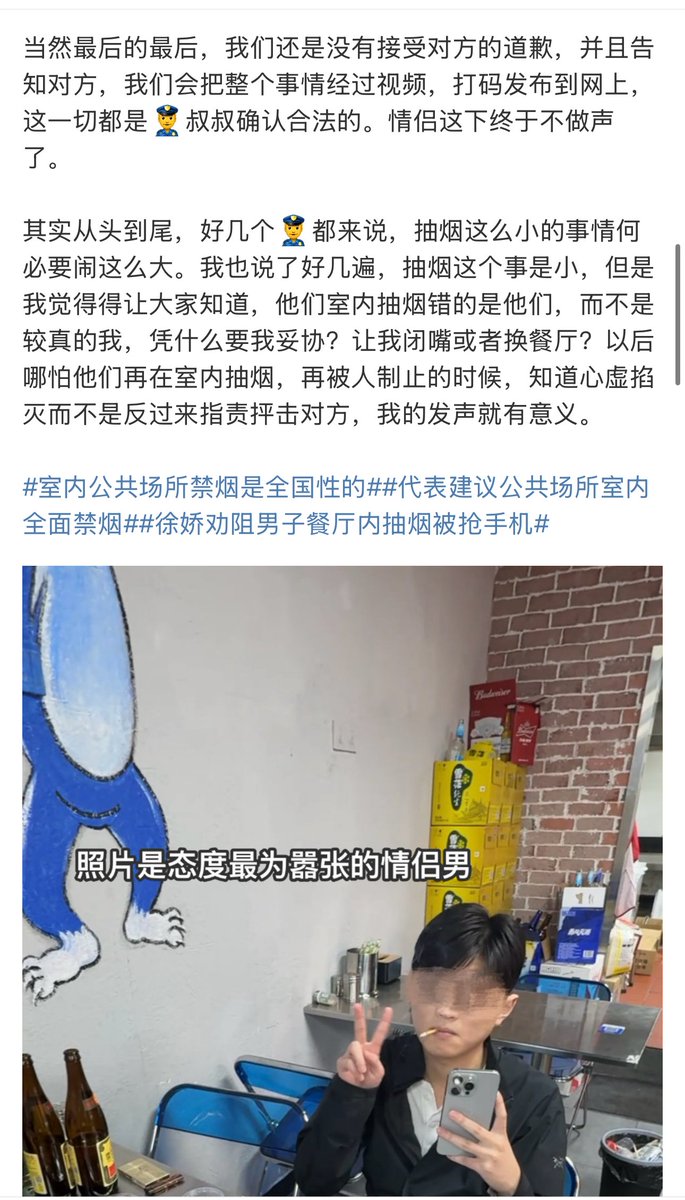 当然最后的最后，我们还是没有接受对方的道歉，并且告
知对方，我们会把整个事情经过视频，打码发布到网上，
这一切都是👮叔叔确认合法的。情侣这下终于不做声
了。
其实从头到尾，好几个👮都来说，抽烟这么小的事情何
必要闹这么大。我也说了好几遍，抽烟这个事是小，但是
我觉得得让大家知道，他们室内抽烟错的是他们，而不是
较真的我，凭什么要我妥协？让我闭嘴或者换餐厅？以后
哪怕他们再在室内抽烟，再被人制止的时候，知道心虚掐
灭而不是反过来指责抨击对方，我的发声就有意义。
#室内公共场所禁烟是全国性的##代表建议公共场所室内
全面禁烟##徐娇劝阻男子餐厅内抽烟被抢手机#
Budweiser
雪花纯生
照片是态度最为嚣张的情侣男